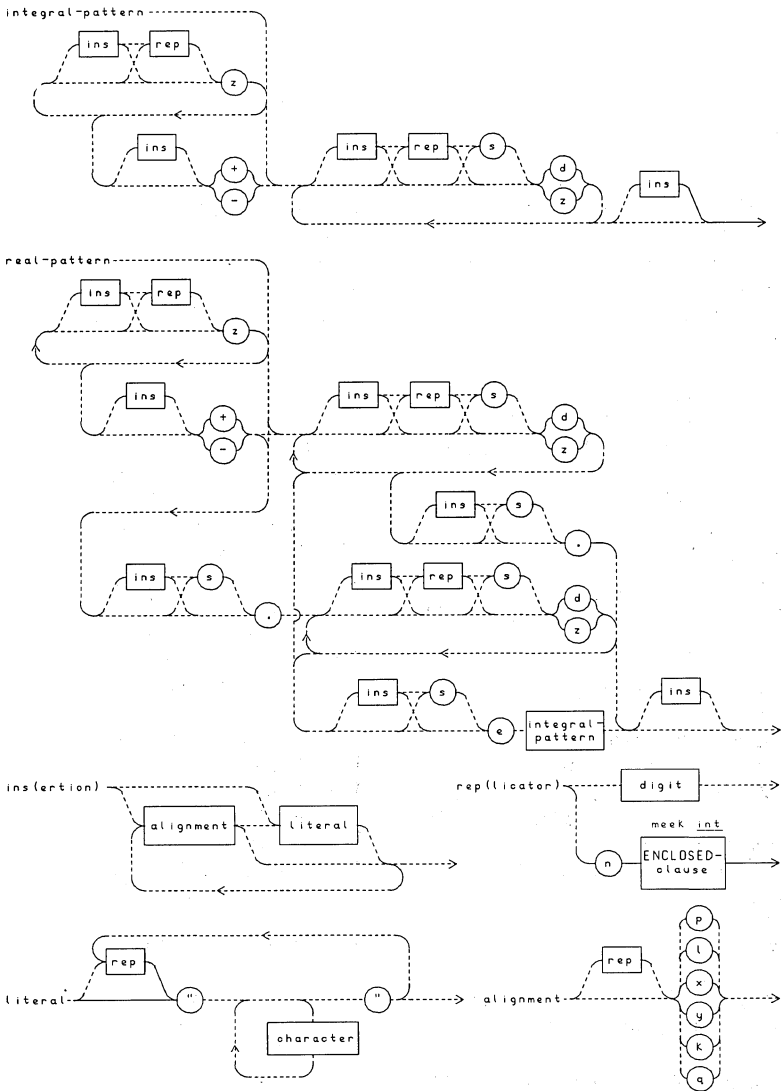 integral-pattern
ins rep
z
ins
+
-
ins rep s
d
z
ins
real-pattern
ins rep
z
ins
+
-
ins rep s
d
z
ins s
.
ins s
.
ins rep s
d
z
ins s
e
integral-
pattern
ins
ins(ertion)
alignment literal
rep(licator)
digit
meek int
n
ENCLOSED-
clause
literal
rep
" "
character
alignment
rep
p
l
x
y
k
q